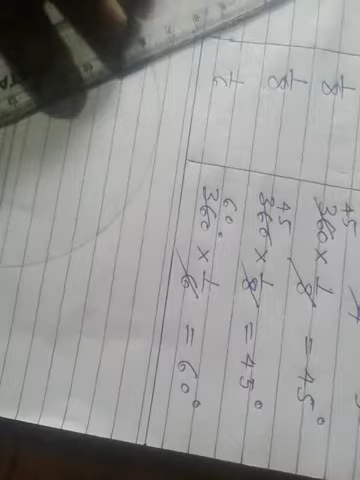 1/8 360 × 1/8 = 45°
45
1/8 360 × 1/8 = 45°
45
1/6 360 × 1/6 = 60°
60°